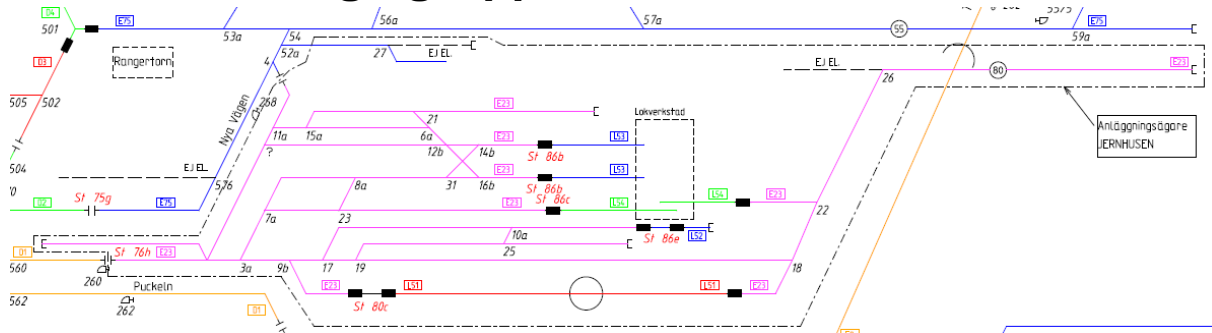 D4
501
E75
53a
54
56a
57a
55
5375
59a
E75
D3
Rangertorn
52a
27
EJ EL.
EJ EL.
26
80
E23
505
502
4
268
Nya Vägen
E23
21
Lokverkstad
Anläggningsägare
JERNHUSEN
11a
15a
6a
?
12b
E23
14b
St 86b
L53
504
70
EJ EL.
576
8a
31
E23
16b
St 86b
L53
D2
St 75g
E75
7a
23
E23
St 86c
L54
L54
E23
22
10a
St 86e
L52
D1
St 76h
E23
560
260
3a
9b
17
19
25
18
Puckeln
562
262
D1
E23
L51
St 80c
L51
E23